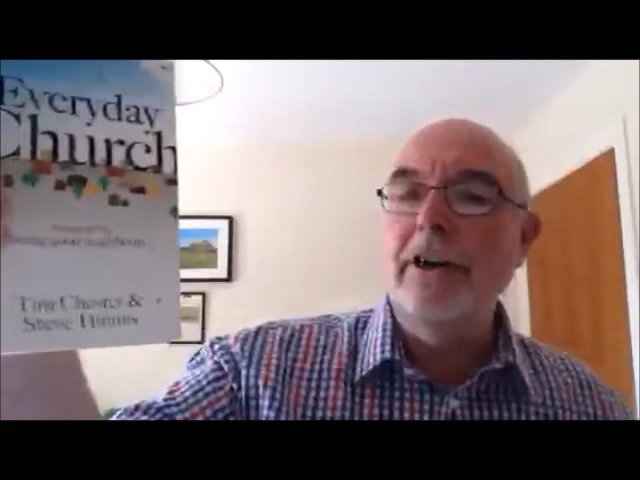 Everyday
Church
Tim Chester &
Steve Timmis